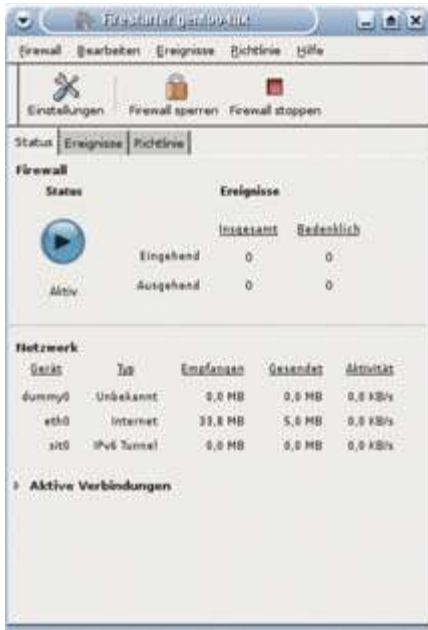 Firestarter gentoo-tux
Firewall Bearbeiten Ereignisse Richtlinie Hilfe
Einstellungen Firewall sperren Firewall stoppen
Status Ereignisse Richtlinie
Firewall
Status Ereignisse
Insgesamt Bedenklich
Eingehend 0 0
Aktiv Ausgehend 0 0
Netzwerk
Gerät Typ Empfangen Gesendet Aktivität
dummy0 Unbekannt 0,0 MB 0,0 MB 0,0 KB/s
eth0 Internet 33,8 MB 5,0 MB 0,0 KB/s
sit0 IPv6 Tunnel 0,0 MB 0,0 MB 0,0 KB/s
Aktive Verbindungen